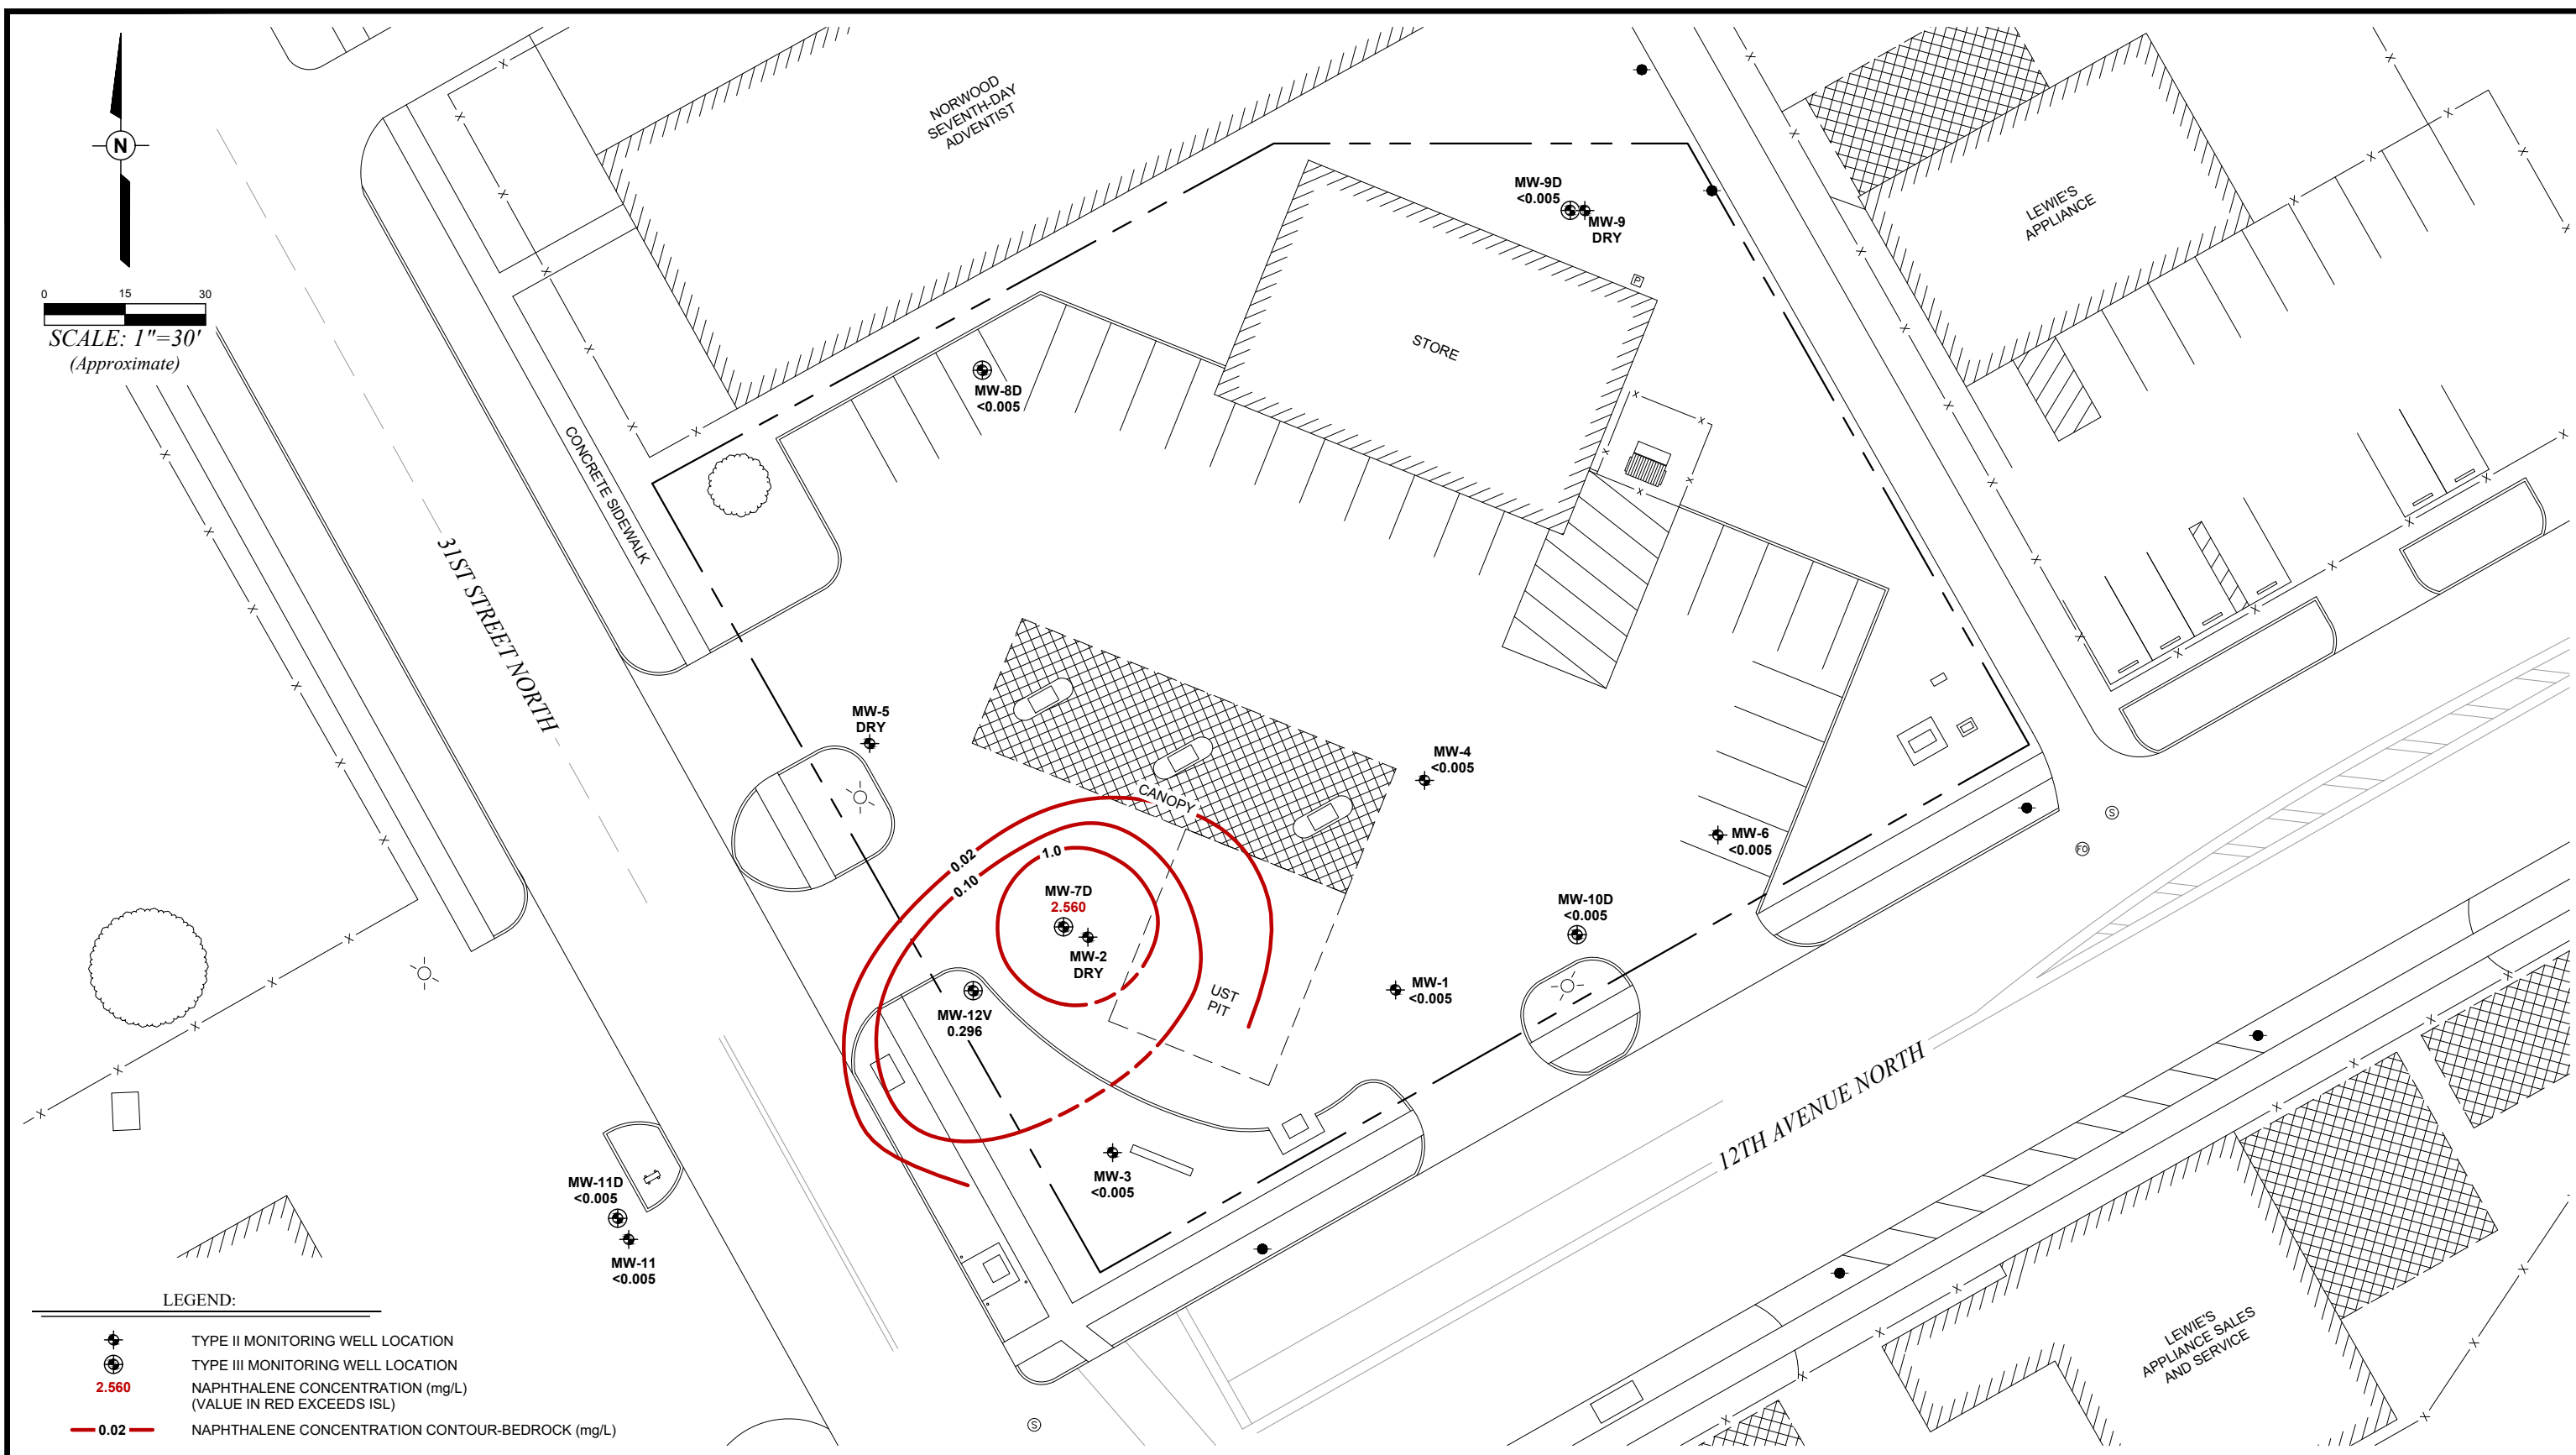 NORWOOD
SEVENTH-DAY
ADVENTIST
N
0 15 30
SCALE: 1"=30'
(Approximate)
MW-9D
<0.005
MW-9
DRY
P
LEWIE'S
APPLIANCE
STORE
MW-8D
<0.005
CONCRETE SIDEWALK
31ST STREET NORTH
MW-5
DRY
MW-4
<0.005
CANOPY
MW-6
<0.005
0.02
0.10
1.0
MW-7D
2.560
MW-2
DRY
MW-10D
<0.005
MW-1
<0.005
UST
PIT
MW-12V
0.296
S
FO
12TH AVENUE NORTH
MW-3
<0.005
MW-11D
<0.005
MW-11
<0.005
LEWIE'S
APPLIANCE SALES
AND SERVICE
S
LEGEND:
TYPE II MONITORING WELL LOCATION
TYPE III MONITORING WELL LOCATION
2.560 NAPHTHALENE CONCENTRATION (mg/L)
(VALUE IN RED EXCEEDS ISL)
0.02 NAPHTHALENE CONCENTRATION CONTOUR-BEDROCK (mg/L)